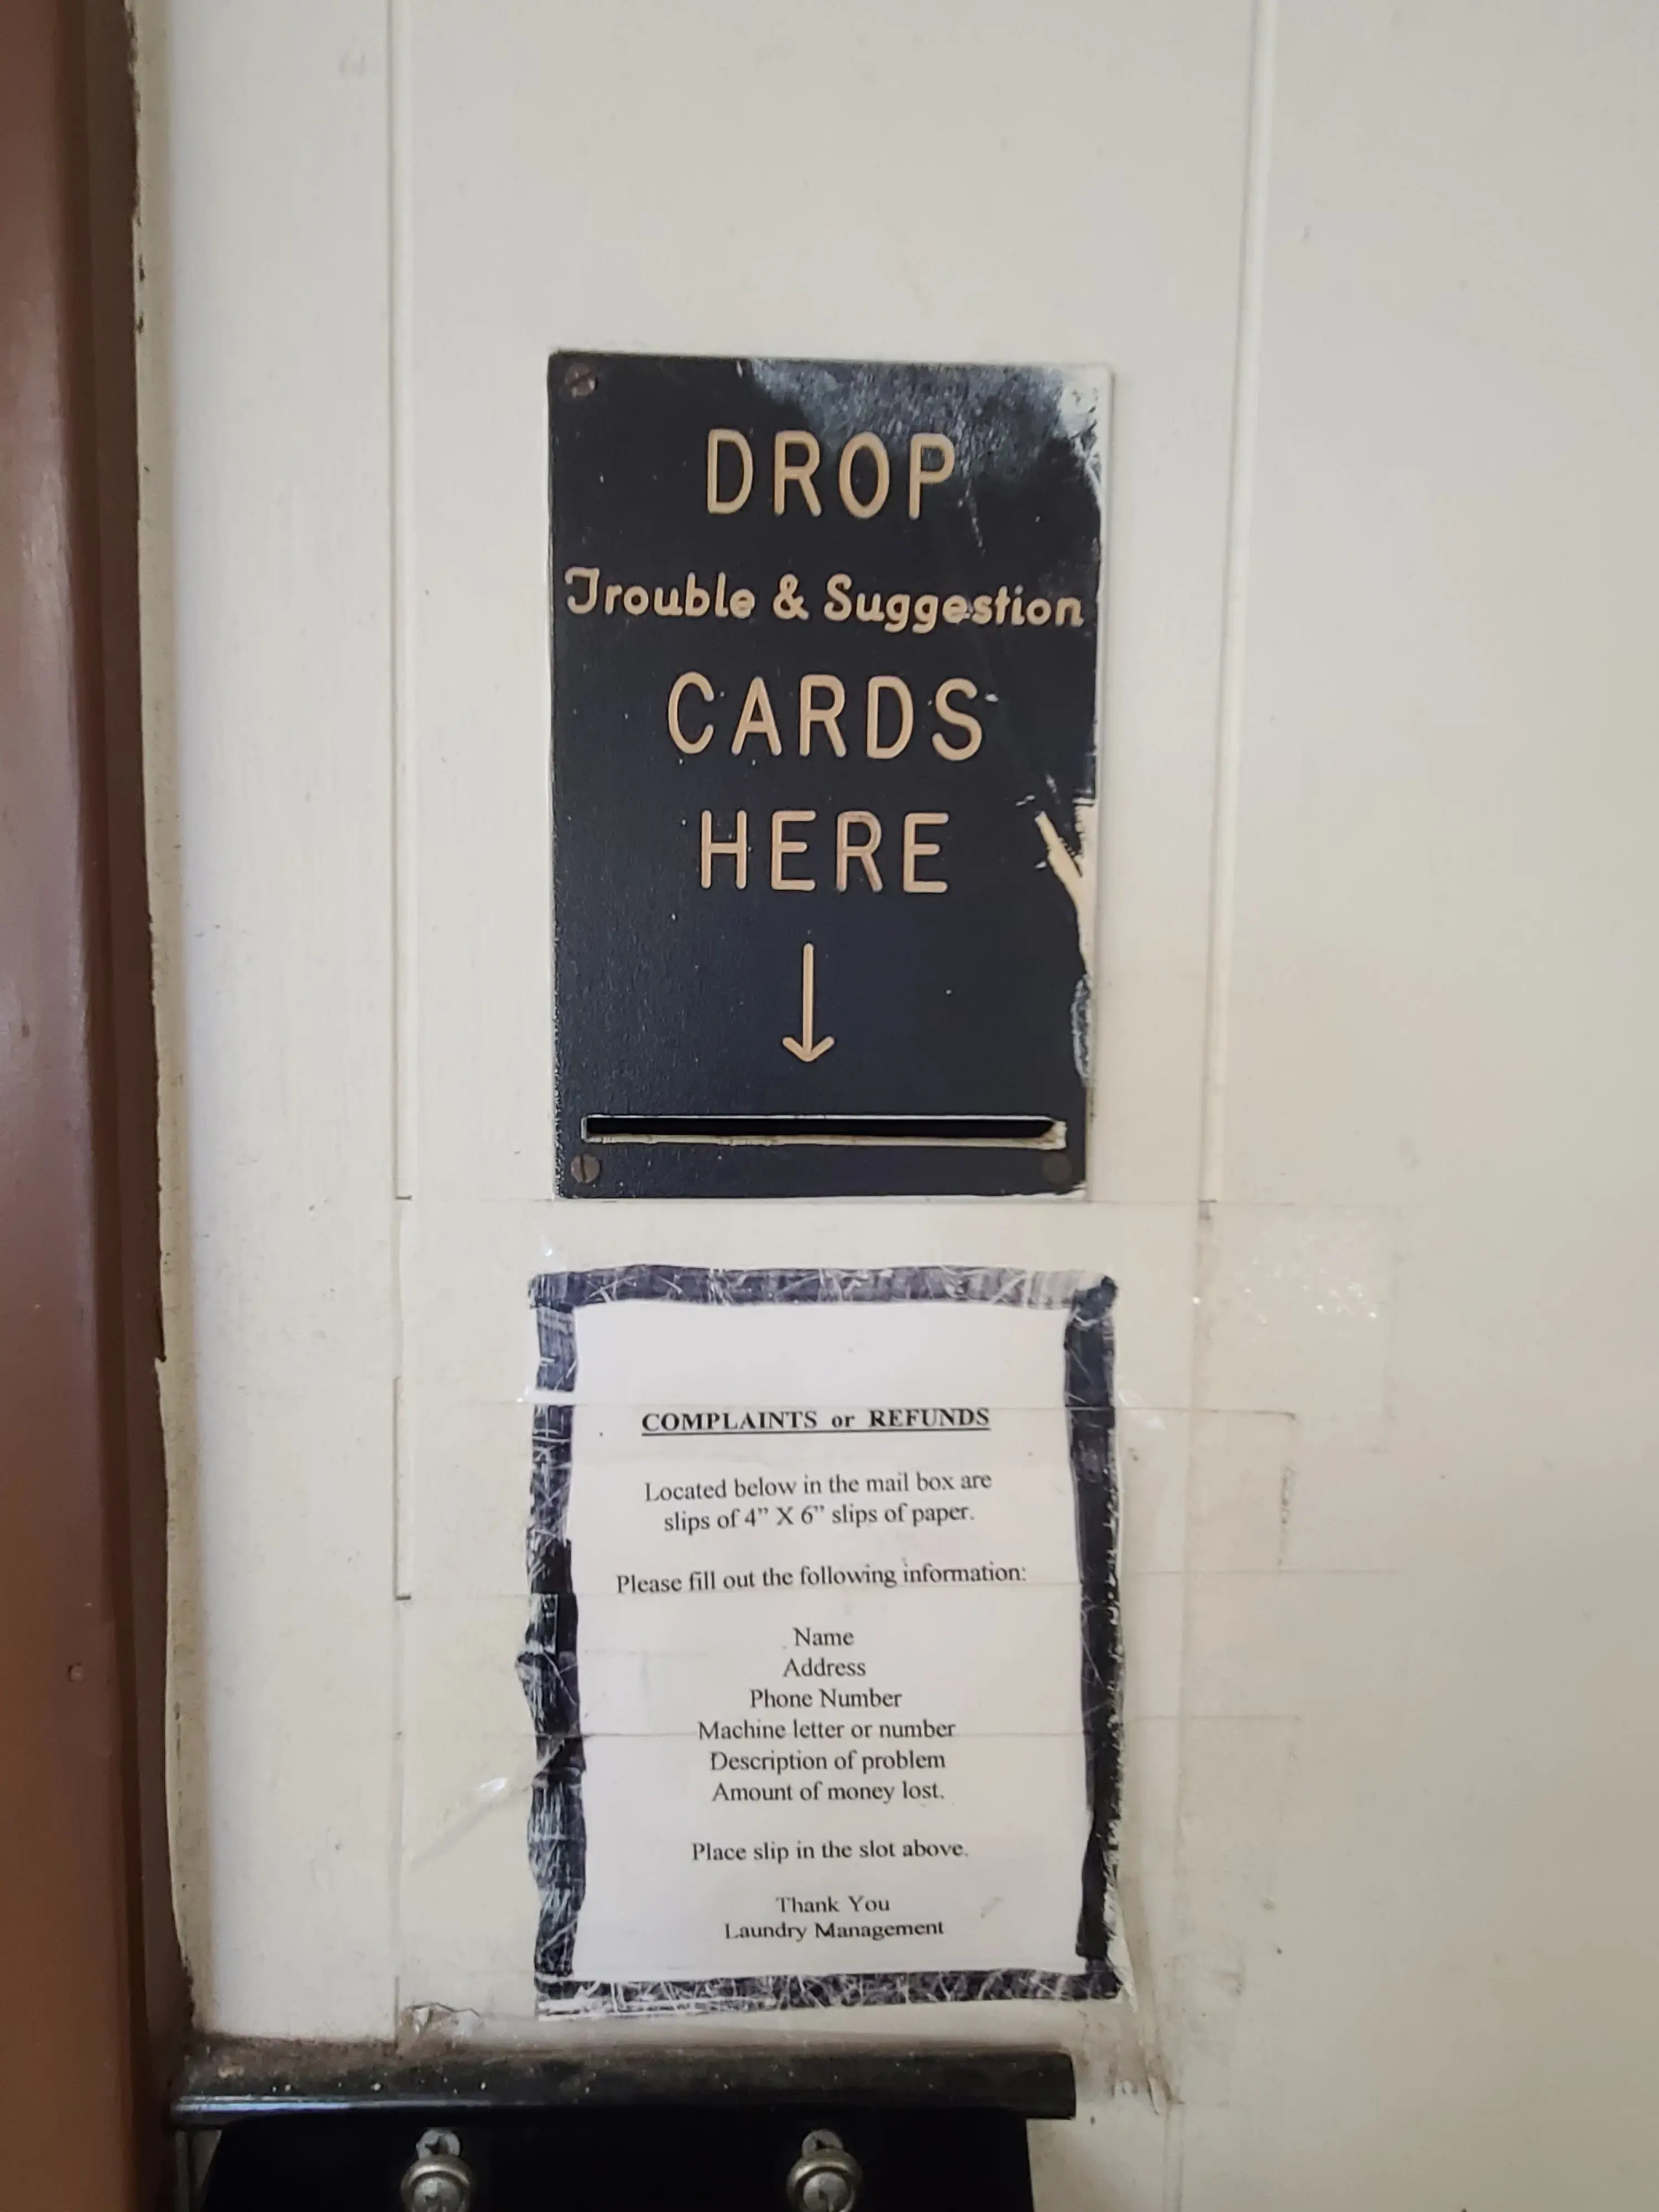 DROP
Trouble & Suggestion
CARDS
HERE
COMPLAINTS or REFUNDS
Located below in the mail box are
slips of 4” X 6” slips of paper.
Please fill out the following information:
Name
Address
Phone Number
Machine letter or number
Description of problem
Amount of money lost.
Place slip in the slot above.
Thank You
Laundry Management